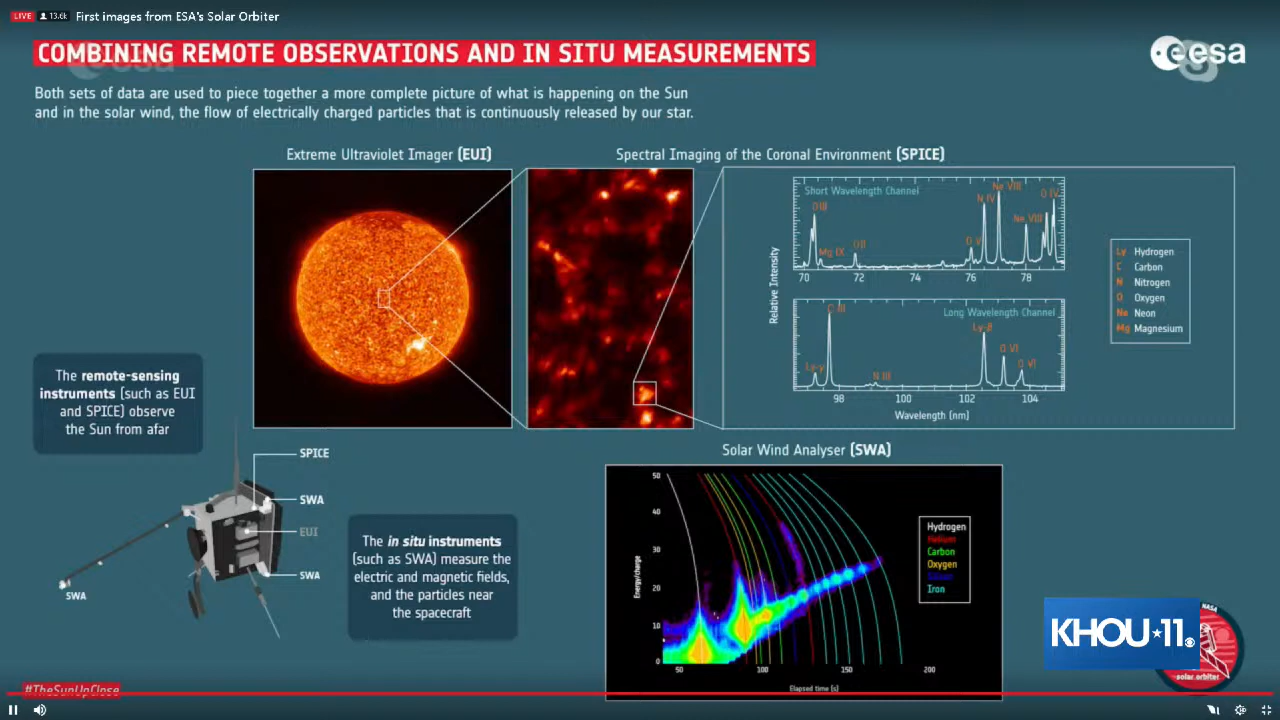 LIVE 13.6k First images from ESA's Solar Orbiter
COMBINING REMOTE OBSERVATIONS AND IN SITU MEASUREMENTS
esa
Both sets of data are used to piece together a more complete picture of what is happening on the Sun
and in the solar wind, the flow of electrically charged particles that is continuously released by our star.
Extreme Ultraviolet Imager (EUI)
Spectral Imaging of the Coronal Environment (SPICE)
Short Wavelength Channel
O III
Mg IX
O II
O V
N IV
Ne VIII
Ne VIII
O IV
70 72 74 76 78
Relative Intensity
Long Wavelength Channel
Ly-γ
C III
N III
Ly-β
O VI
O VI
98 100 102 104
Wavelength [nm]
Ly Hydrogen
C Carbon
N Nitrogen
O Oxygen
Ne Neon
Mg Magnesium
The remote-sensing
instruments (such as EUI
and SPICE) observe
the Sun from afar
SPICE
SWA
EUI
SWA
SWA
The in situ instruments
(such as SWA) measure the
electric and magnetic fields,
and the particles near
the spacecraft
Solar Wind Analyser (SWA)
50
40
30
20
10
0
Energy/charge
50 100 150 200
Elapsed time [s]
Hydrogen
Helium
Carbon
Oxygen
Iron
KHOU★11
NASA
solar orbiter
#TheSunUpClose